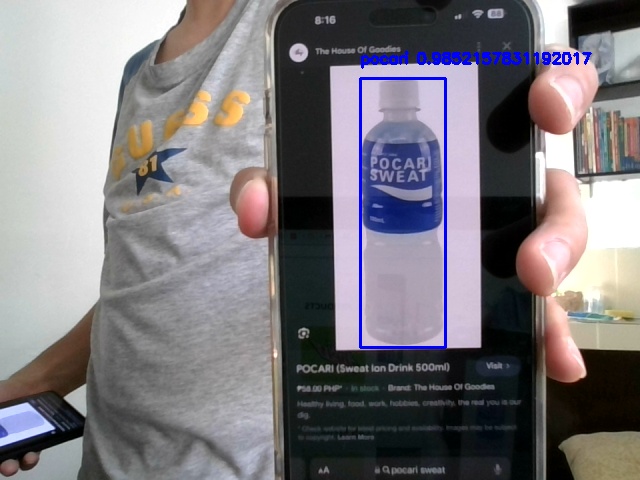 8:16
88
The House Of Goodies
pocari 0.9852157831192017
GUESS
81
POCARI
SWEAT
POCARI (Sweat Ion Drink 500ml)
Visit >
₱58.00 PHP* · In stock · Brand: The House Of Goodies
Healthy living, food, work, hobbies, creativity, the real you is our
dig.
* Check website for latest pricing and availability. Images may be subject
to copyright. Learn More
AA
pocari sweat